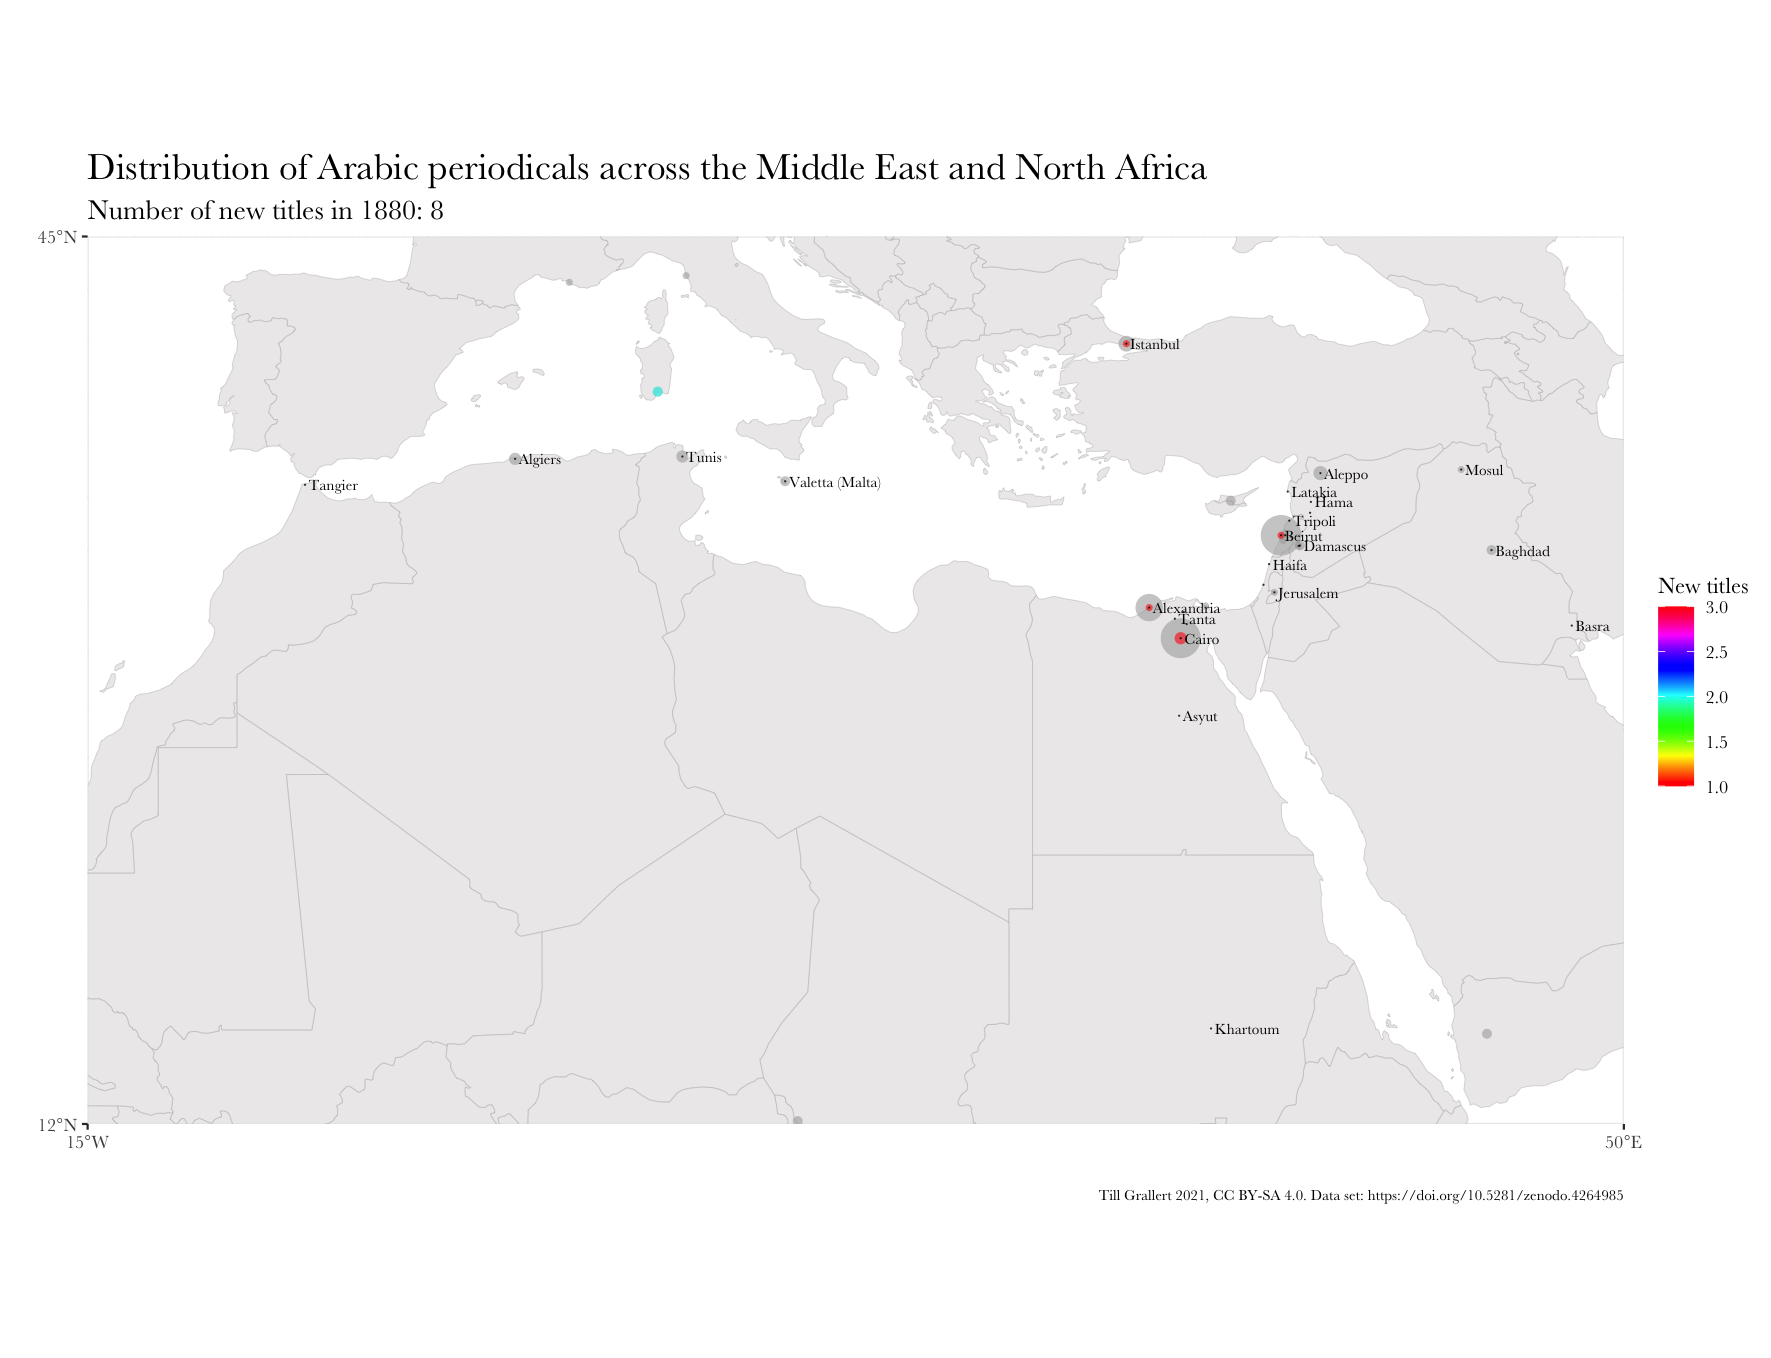 Distribution of Arabic periodicals across the Middle East and North Africa
Number of new titles in 1880: 8
45°N
Istanbul
Algiers
Tunis
Tangier
Valetta (Malta)
Aleppo
Mosul
Latakia
Hama
Tripoli
Beirut
Damascus
Baghdad
Haifa
Jerusalem
Alexandria
Tanta
Cairo
Basra
Asyut
Khartoum
New titles
3.0
2.5
2.0
1.5
1.0
12°N
15°W
50°E
Till Grallert 2021, CC BY-SA 4.0. Data set: https://doi.org/10.5281/zenodo.4264985